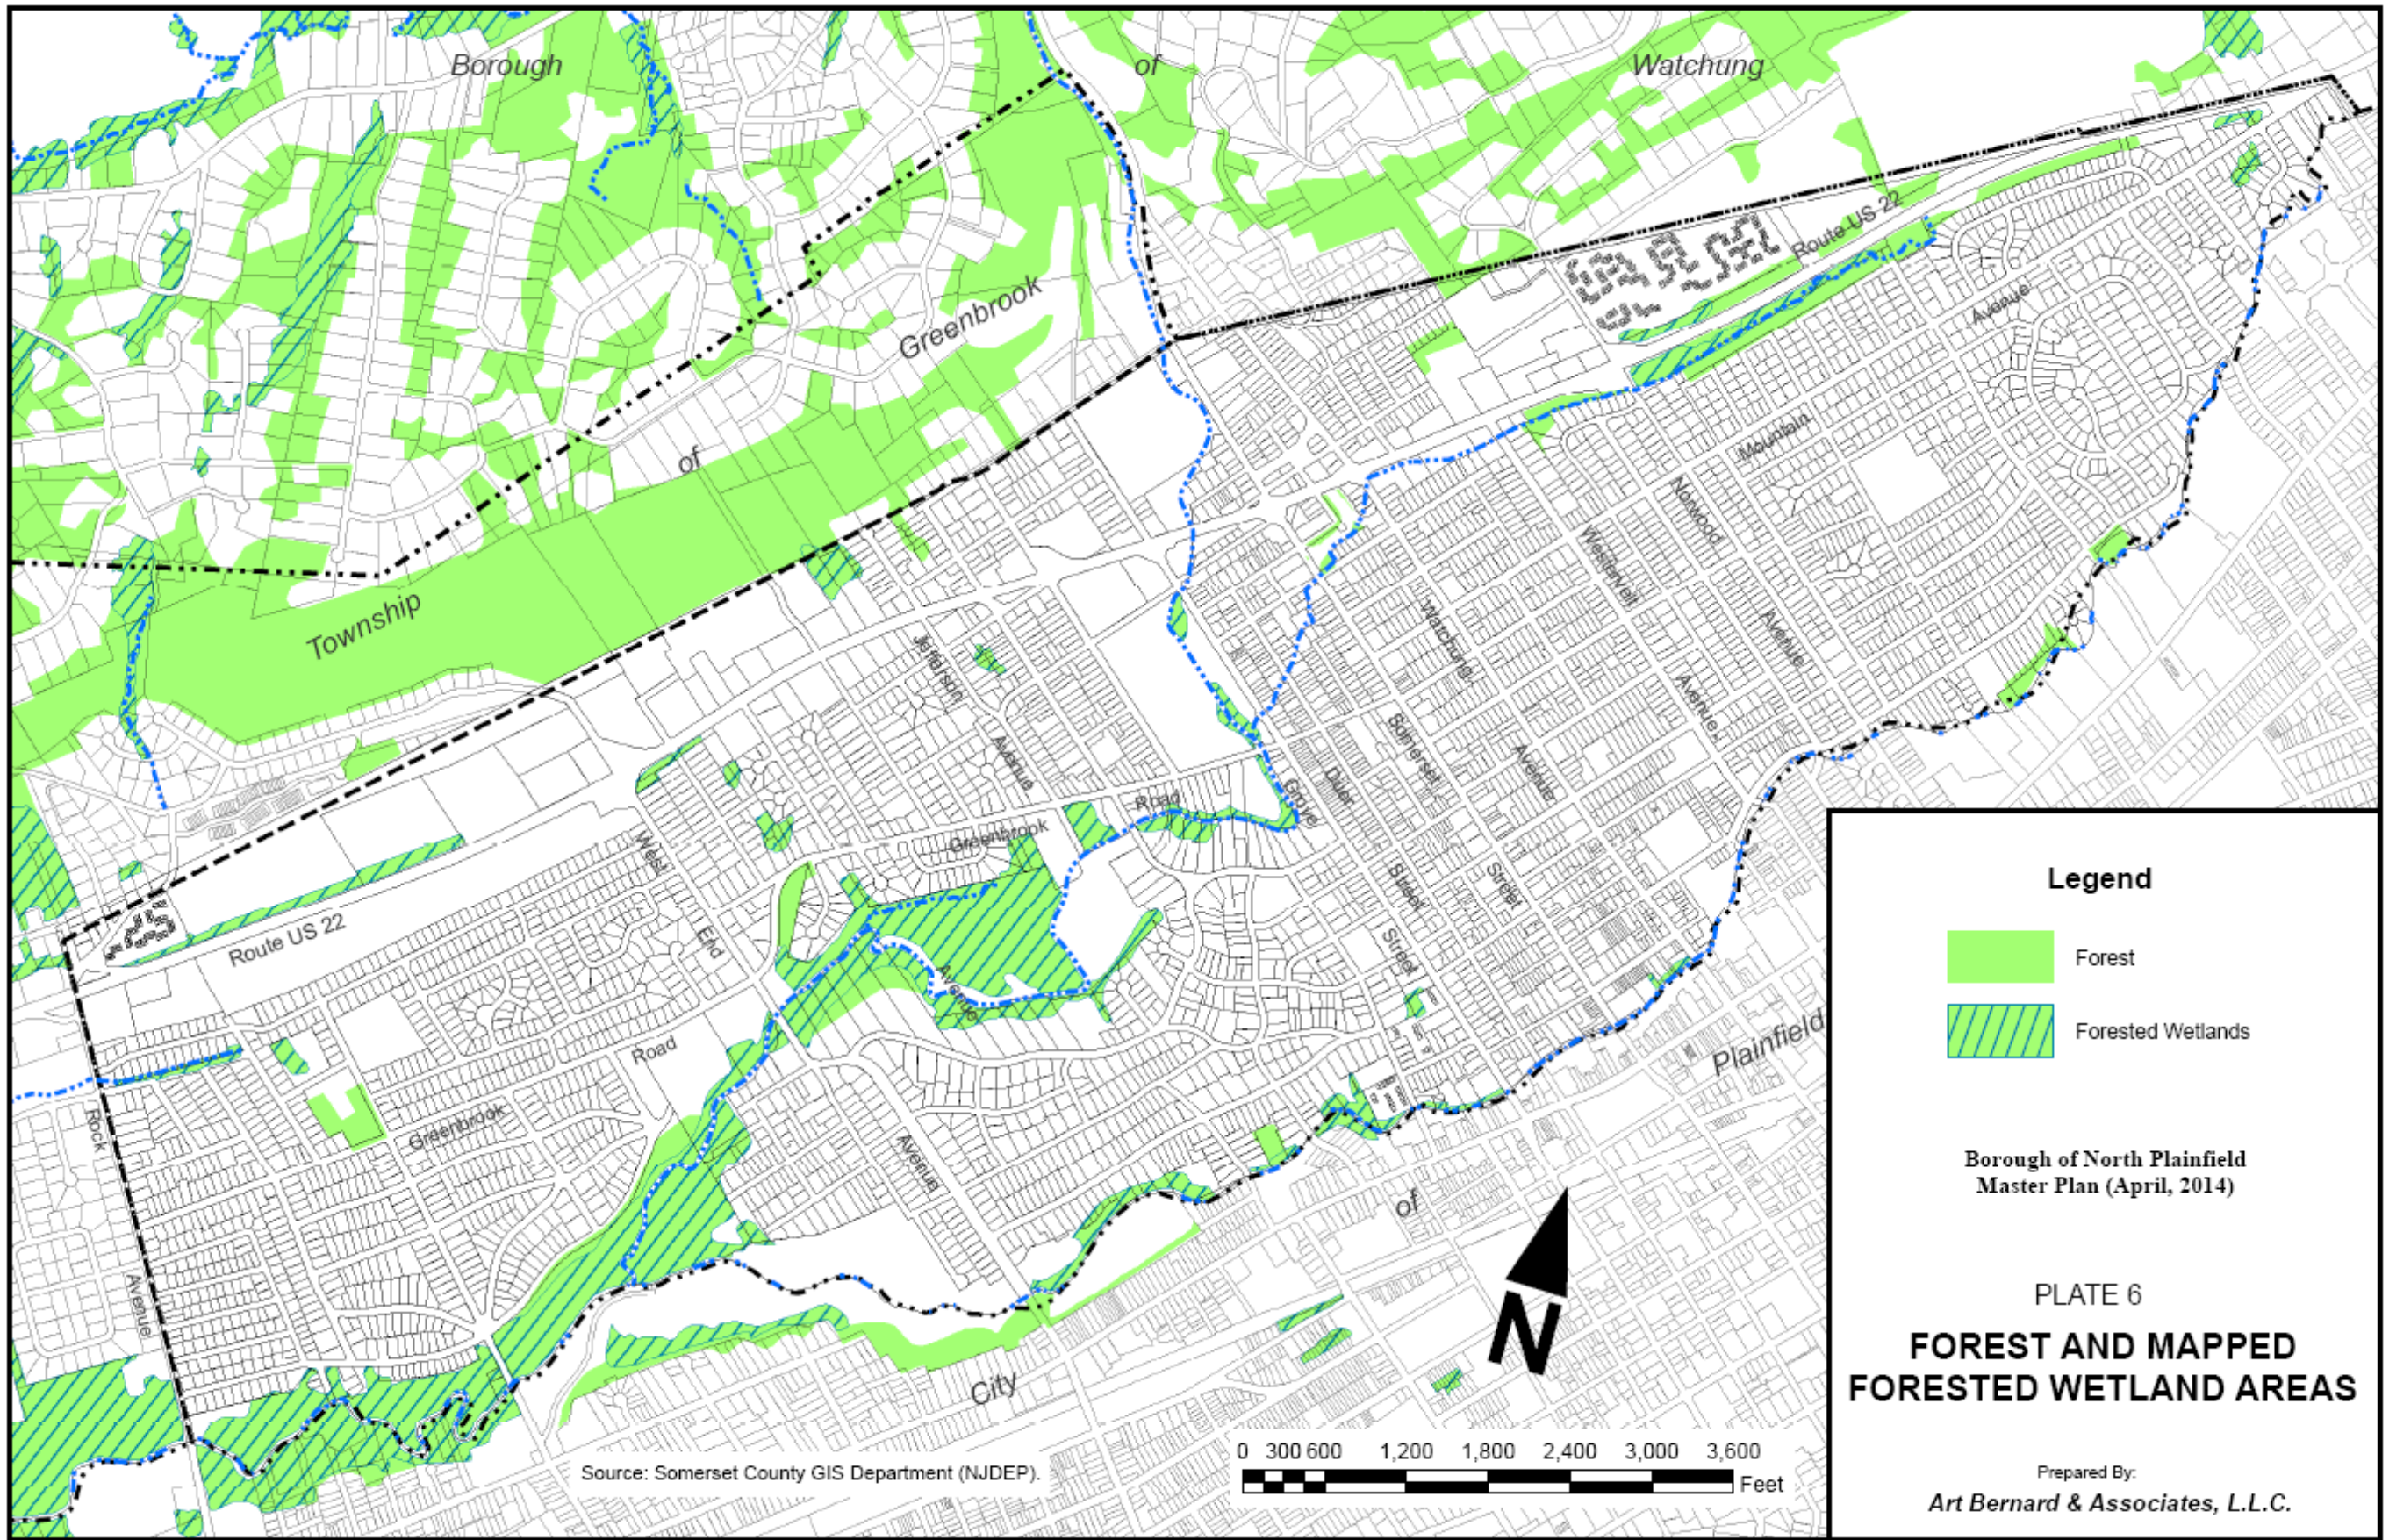 Borough
of
Watchung
Route US 22
Greenbrook
Avenue
of
Mountain
Norwood
Westervelt
Township
Watchung
Avenue
Jefferson
Avenue
Somerset
Avenue
Avenue
Duer
Grove
Road
Greenbrook
West
Street
Street
End
Route US 22
Street
Avenue
Plainfield
Road
Rock
Greenbrook
Avenue
of
Avenue
City
N
Legend
Forest
Forested Wetlands
Borough of North Plainfield
Master Plan (April, 2014)
PLATE 6
FOREST AND MAPPED
FORESTED WETLAND AREAS
Prepared By:
Art Bernard & Associates, L.L.C.
Source: Somerset County GIS Department (NJDEP).
0 300 600 1,200 1,800 2,400 3,000 3,600
Feet